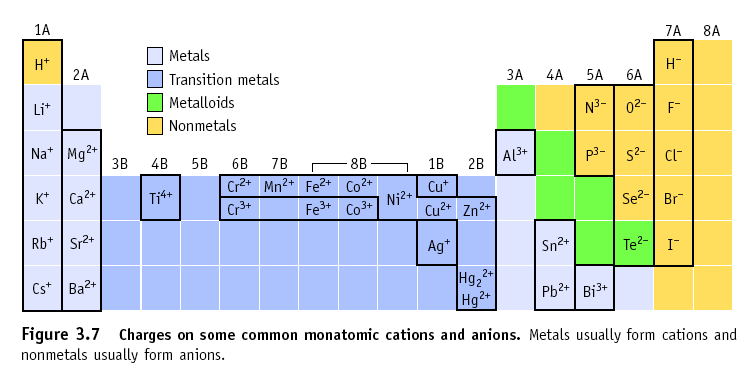 1A 7A 8A
H⁺ 2A Metals 3A 4A 5A 6A H⁻
Transition metals
Li⁺ Metalloids N³⁻ O²⁻ F⁻
Nonmetals
Na⁺ Mg²⁺ 3B 4B 5B 6B 7B 8B 1B 2B Al³⁺ P³⁻ S²⁻ Cl⁻
K⁺ Ca²⁺ Ti⁴⁺ Cr²⁺ Mn²⁺ Fe²⁺ Co²⁺ Ni²⁺ Cu⁺ Se²⁻ Br⁻
Cr³⁺ Fe³⁺ Co³⁺ Cu²⁺ Zn²⁺
Rb⁺ Sr²⁺ Ag⁺ Sn²⁺ Te²⁻ I⁻
Cs⁺ Ba²⁺ Hg₂²⁺ Pb²⁺ Bi³⁺
Hg²⁺
Figure 3.7 Charges on some common monatomic cations and anions. Metals usually form cations and
nonmetals usually form anions.